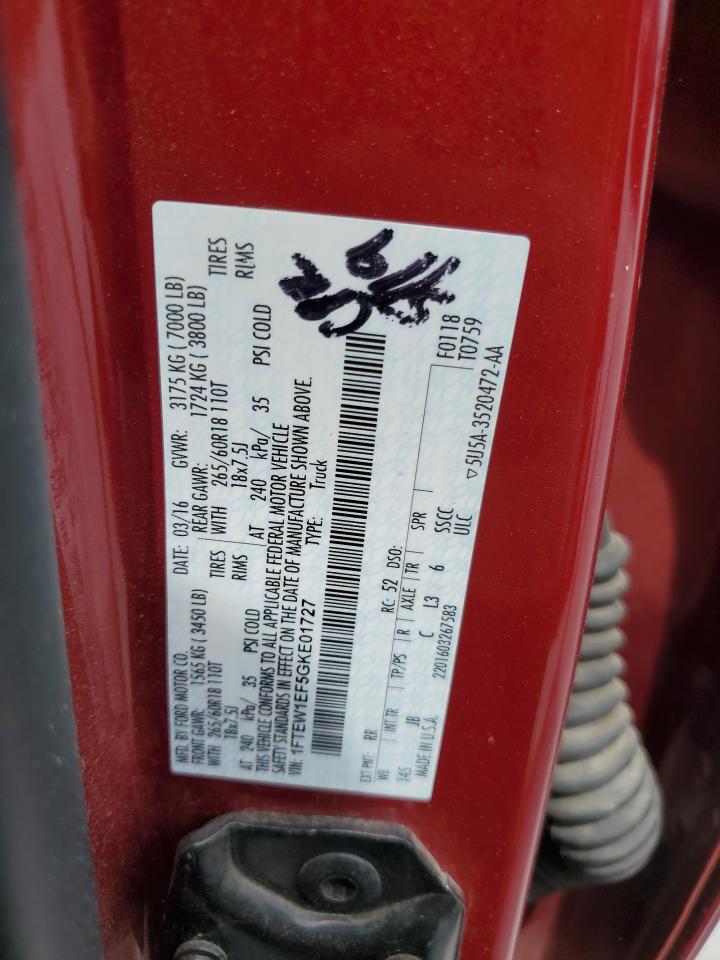 MFD. BY FORD MOTOR CO.
DATE: 03/16 GVWR: 3175 KG ( 7000 LB)
FRONT GAWR: 1565 KG ( 3450 LB) REAR GAWR: 1724 KG ( 3800 LB)
WITH 265/60R18 110T TIRES WITH 265/60R18 110T TIRES
18x7.5J RIMS 18x7.5J RIMS
AT 240 kPa/ 35 PSI COLD AT 240 kPa/ 35 PSI COLD
THIS VEHICLE CONFORMS TO ALL APPLICABLE FEDERAL MOTOR VEHICLE
SAFETY STANDARDS IN EFFECT ON THE DATE OF MANUFACTURE SHOWN ABOVE.
VIN: 1FTEW1EF5GKE01727 TYPE: Truck
EXT PNT: RR RC: 52 DSO: F0118
WB INT TR TP/PS R AXLE TR SPR T0759
145 JB C L3 6 SSCC
MADE IN U.S.A. 2201603267583 ULC ▽5U5A-3520472-AA